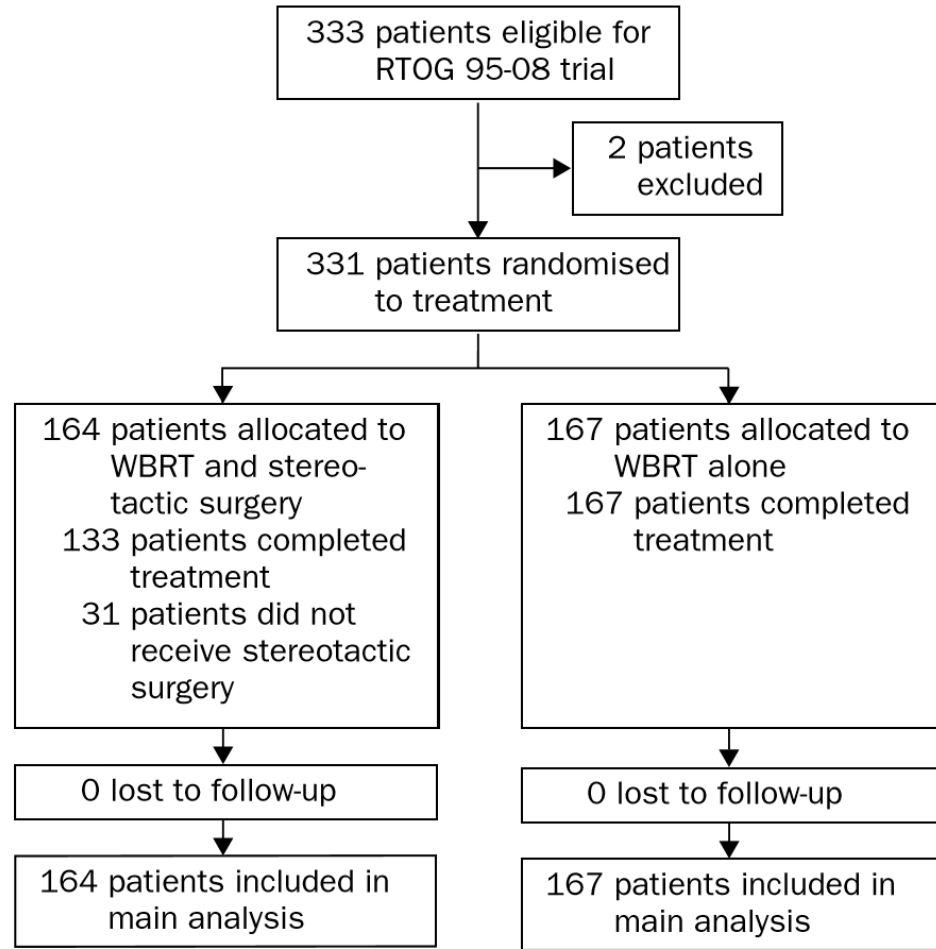 333 patients eligible for
RTOG 95-08 trial
2 patients
excluded
331 patients randomised
to treatment
164 patients allocated to
WBRT and stereo-
tactic surgery
133 patients completed
treatment
31 patients did not
receive stereotactic
surgery
167 patients allocated to
WBRT alone
167 patients completed
treatment
0 lost to follow-up
0 lost to follow-up
164 patients included in
main analysis
167 patients included in
main analysis